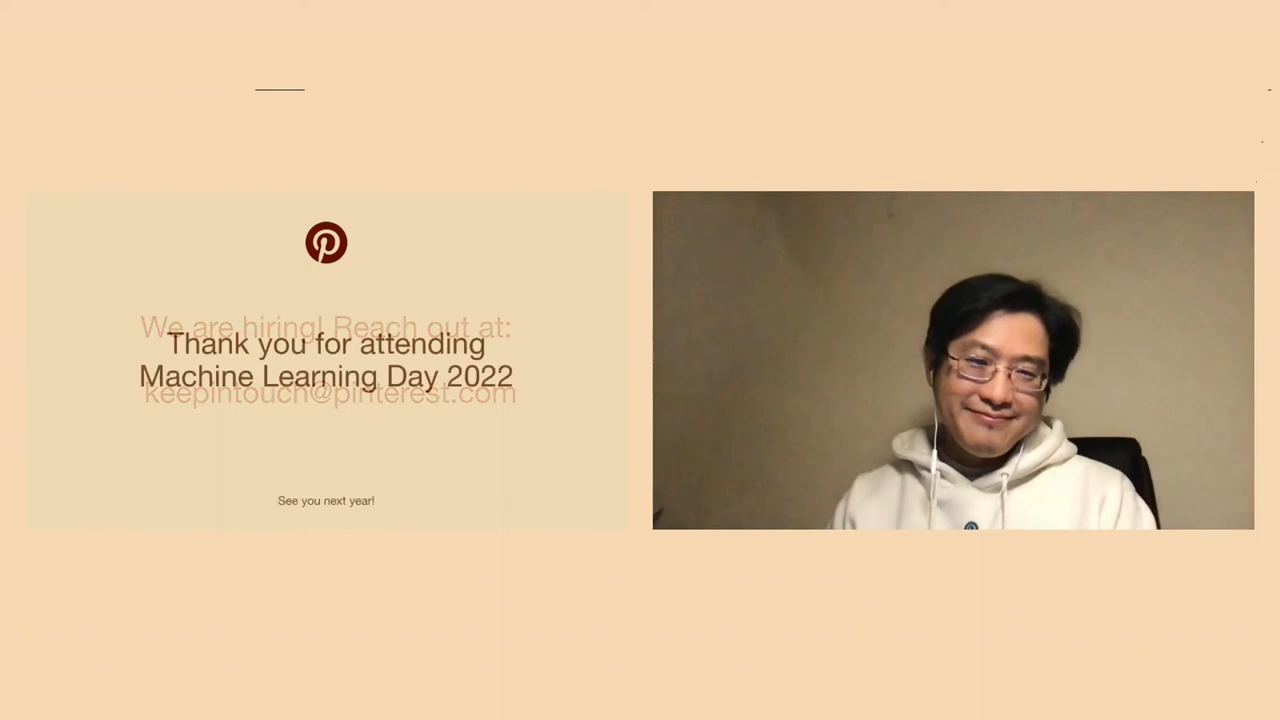 We are hiring! Reach out at:
Thank you for attending
Machine Learning Day 2022
keepintouch@pinterest.com
See you next year!